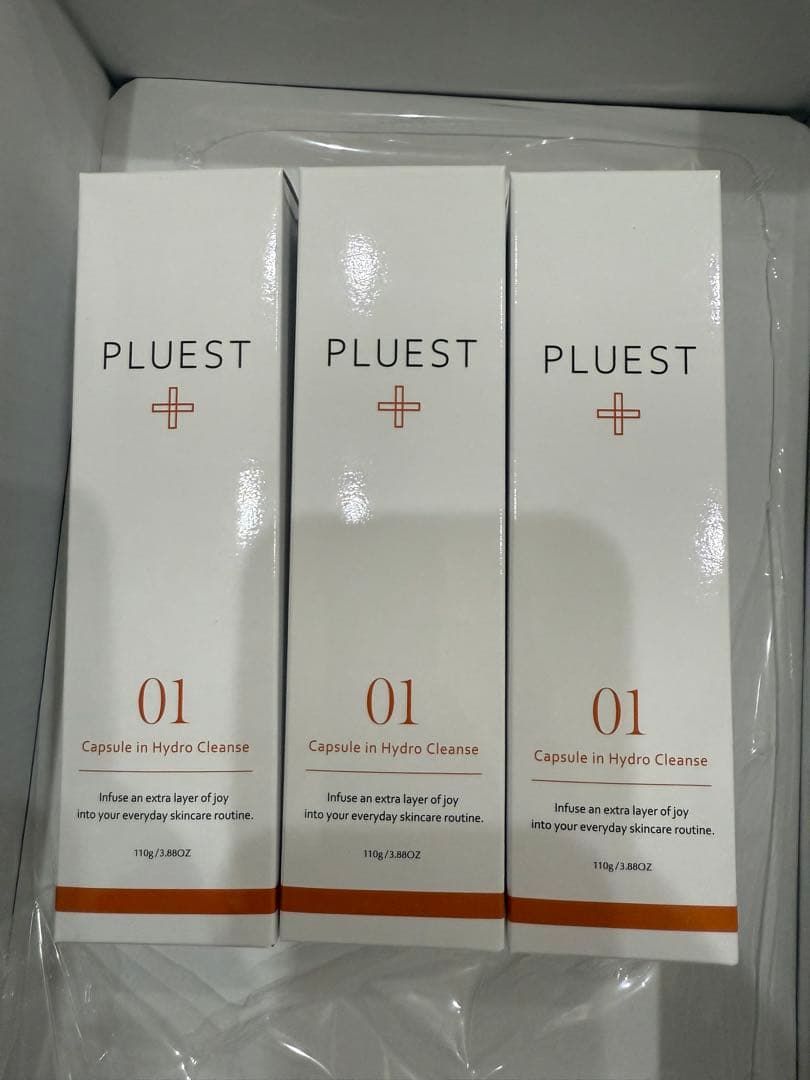 PLUEST
01
Capsule in Hydro Cleanse
Infuse an extra layer of joy
into your everyday skincare routine.
110g/3.88OZ
PLUEST
01
Capsule in Hydro Cleanse
Infuse an extra layer of joy
into your everyday skincare routine.
110g/3.88OZ
PLUEST
01
Capsule in Hydro Cleanse
Infuse an extra layer of joy
into your everyday skincare routine.
110g/3.88OZ